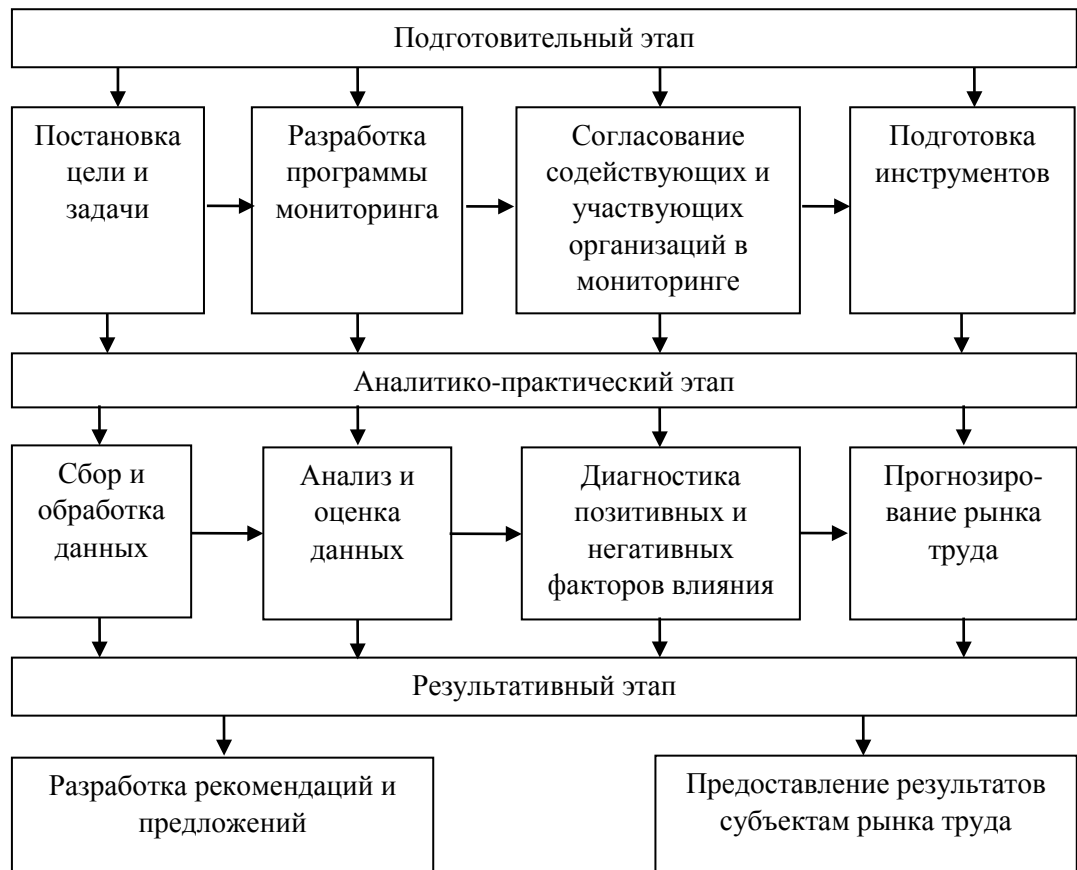 Подготовительный этап
Постановка
цели и
задачи
Разработка
программы
мониторинга
Согласование
содействующих и
участвующих
организаций в
мониторинге
Подготовка
инструментов
Аналитико-практический этап
Сбор и
обработка
данных
Анализ и
оценка
данных
Диагностика
позитивных и
негативных
факторов влияния
Прогнозиро-
вание рынка
труда
Результативный этап
Разработка рекомендаций и
предложений
Предоставление результатов
субъектам рынка труда